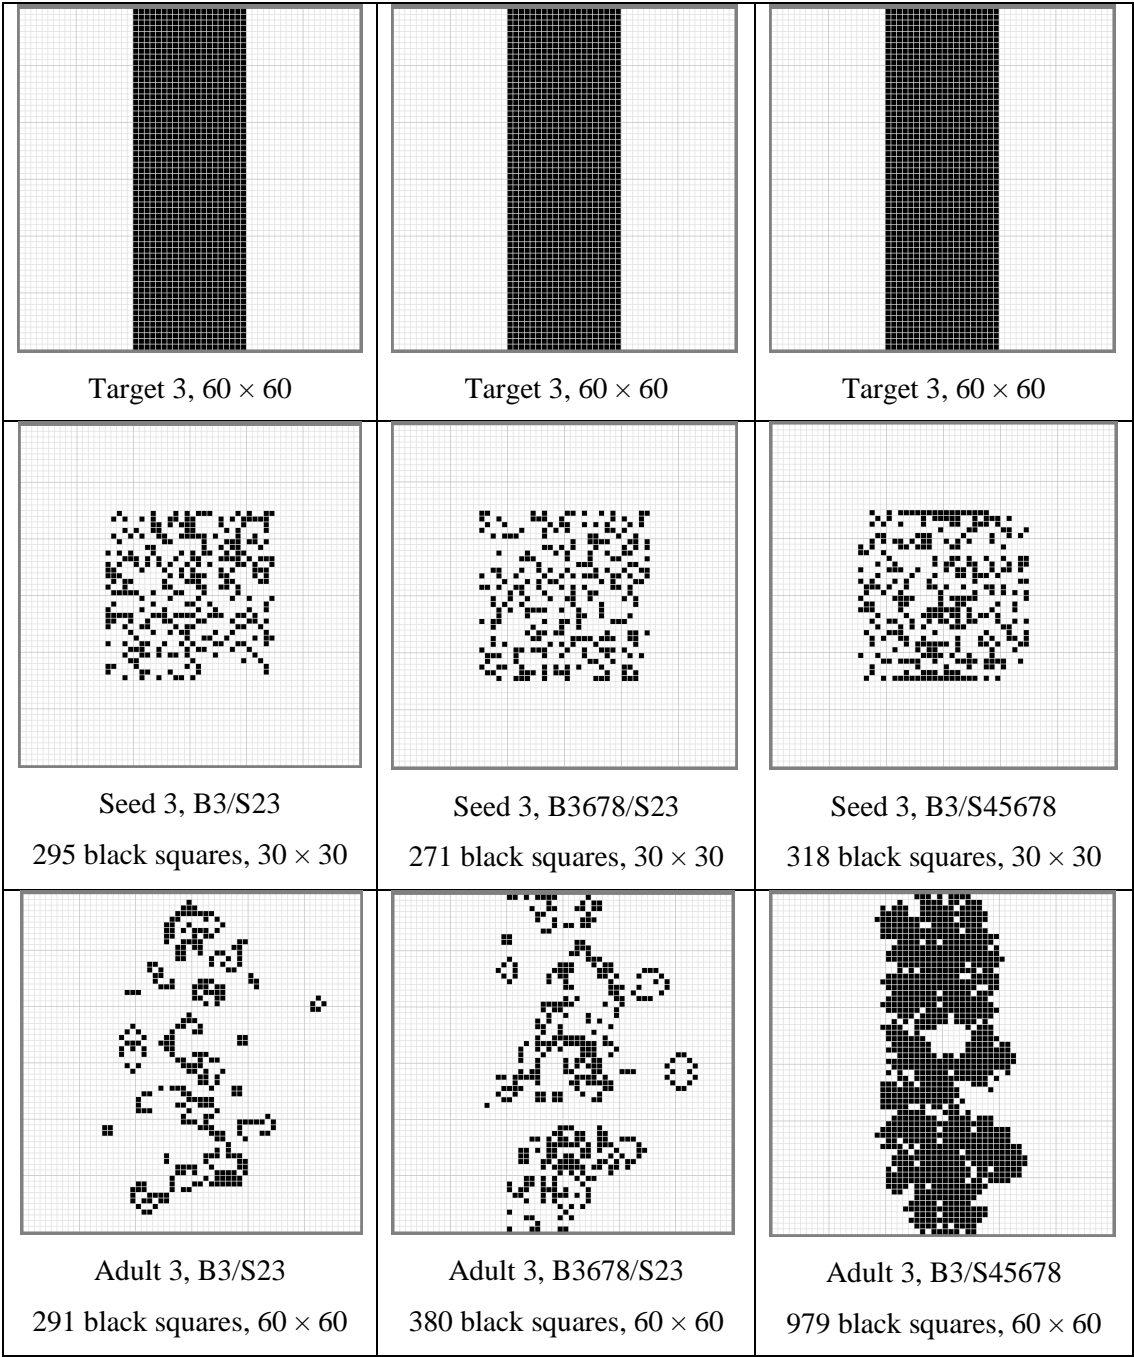 Target 3, 60 × 60
Target 3, 60 × 60
Target 3, 60 × 60
Seed 3, B3/S23
295 black squares, 30 × 30
Seed 3, B3678/S23
271 black squares, 30 × 30
Seed 3, B3/S45678
318 black squares, 30 × 30
Adult 3, B3/S23
291 black squares, 60 × 60
Adult 3, B3678/S23
380 black squares, 60 × 60
Adult 3, B3/S45678
979 black squares, 60 × 60